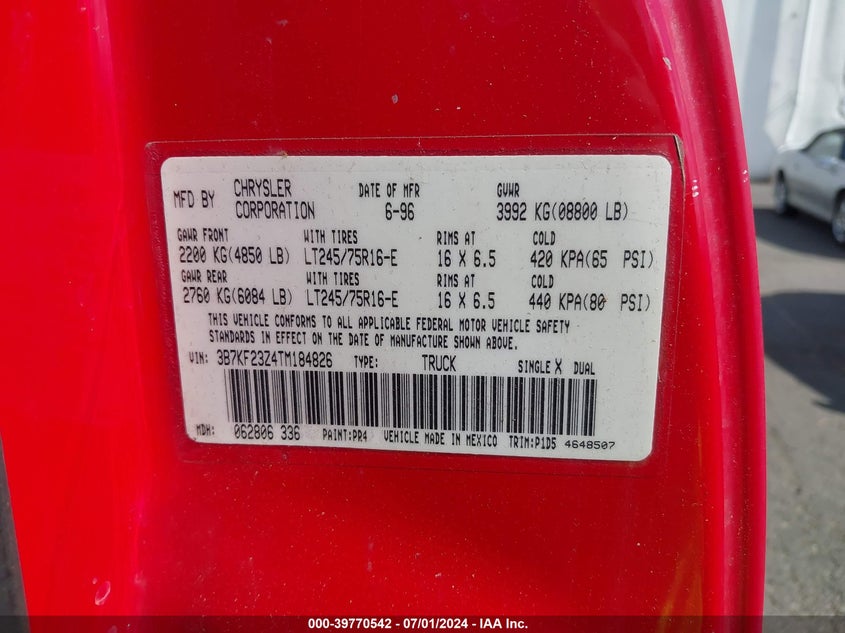 MFD BY CHRYSLER CORPORATION DATE OF MFR 6-96 GVWR 3992 KG(08800 LB)
GAWR FRONT WITH TIRES RIMS AT COLD
2200 KG(4850 LB) LT245/75R16-E 16 X 6.5 420 KPA(65 PSI)
GAWR REAR WITH TIRES RIMS AT COLD
2760 KG(6084 LB) LT245/75R16-E 16 X 6.5 440 KPA(80 PSI)
THIS VEHICLE CONFORMS TO ALL APPLICABLE FEDERAL MOTOR VEHICLE SAFETY
STANDARDS IN EFFECT ON THE DATE OF MANUFACTURE SHOWN ABOVE.
VIN: 3B7KF23Z4TM184826 TYPE: TRUCK SINGLE X DUAL
MDH: 062806 336 PAINT:PR4 VEHICLE MADE IN MEXICO TRIM:P1D5 4648507
000-39770542 - 07/01/2024 - IAA Inc.